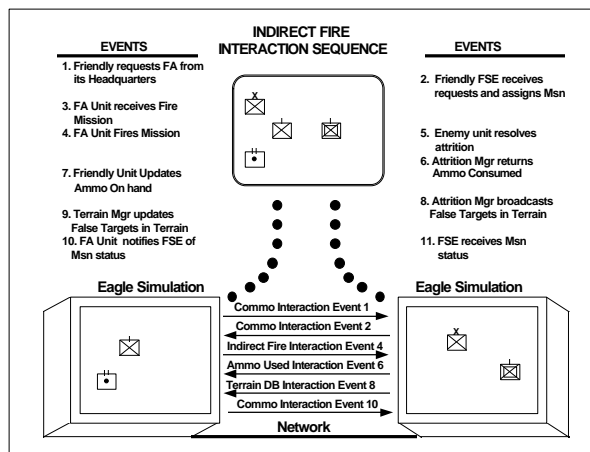 INDIRECT FIRE
INTERACTION SEQUENCE
EVENTS
1. Friendly requests FA from
its Headquarters
3. FA Unit receives Fire
Mission
4. FA Unit Fires Mission
7. Friendly Unit Updates
Ammo On hand
9. Terrain Mgr updates
False Targets in Terrain
10. FA Unit notifies FSE of
Msn status
EVENTS
2. Friendly FSE receives
requests and assigns Msn
5. Enemy unit resolves
attrition
6. Attrition Mgr returns
Ammo Consumed
8. Attrition Mgr broadcasts
False Targets in Terrain
11. FSE receives Msn
status
X
Eagle Simulation
Eagle Simulation
Commo Interaction Event 1
Commo Interaction Event 2
Indirect Fire Interaction Event 4
Ammo Used Interaction Event 6
Terrain DB Interaction Event 8
Commo Interaction Event 10
X
Network